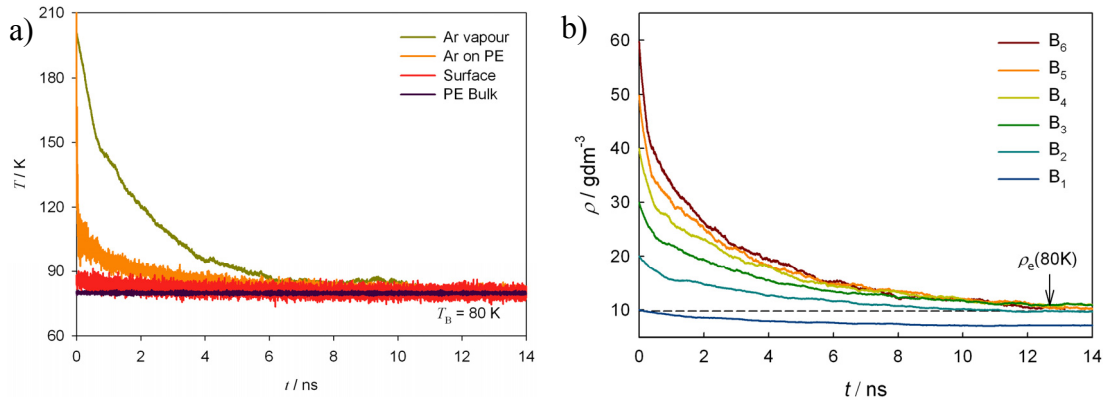 a)
T / K
210
180
150
120
90
60
0
2
4
6
8
10
12
14
t / ns
Ar vapour
Ar on PE
Surface
PE Bulk
T_B = 80 K
b)
ρ / gdm⁻³
60
50
40
30
20
10
0
2
4
6
8
10
12
14
t / ns
B₆
B₅
B₄
B₃
B₂
B₁
ρₑ(80K)